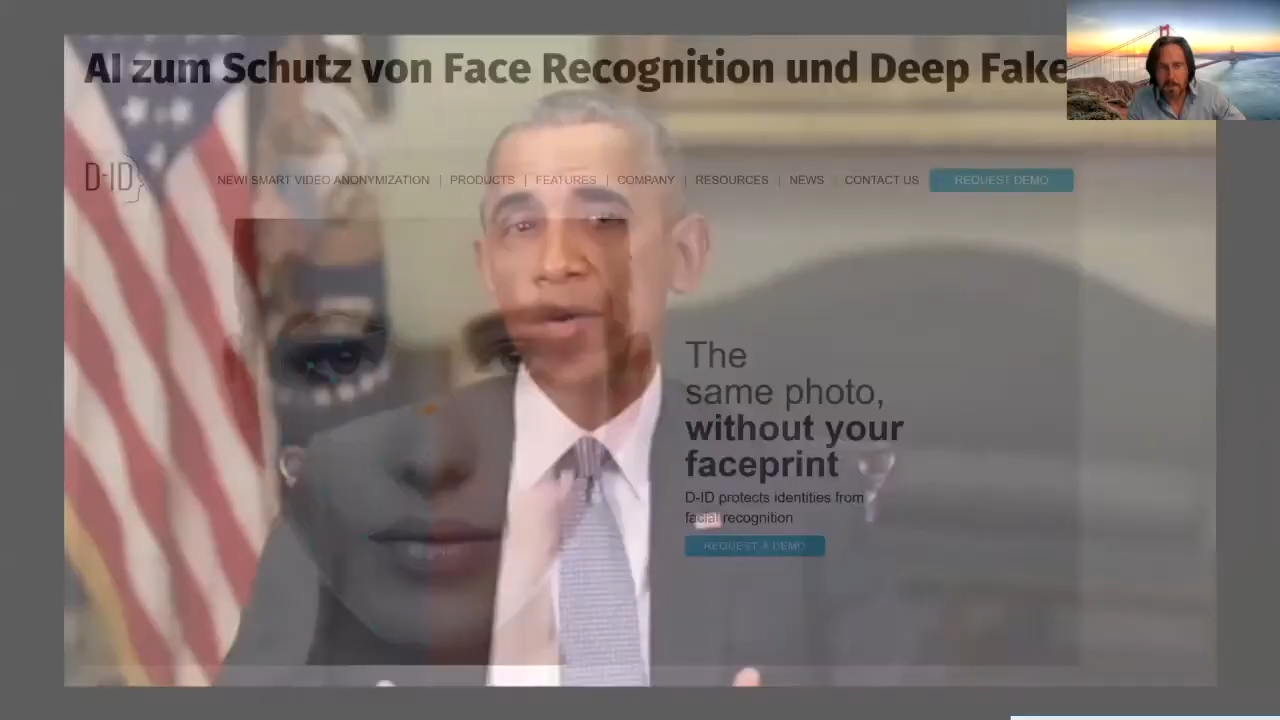 AI zum Schutz von Face Recognition und Deep Fake
D-ID
NEW! SMART VIDEO ANONYMIZATION | PRODUCTS | FEATURES | COMPANY | RESOURCES | NEWS | CONTACT US
REQUEST DEMO
The
same photo,
without your
faceprint
D-ID protects identities from
facial recognition
REQUEST A DEMO